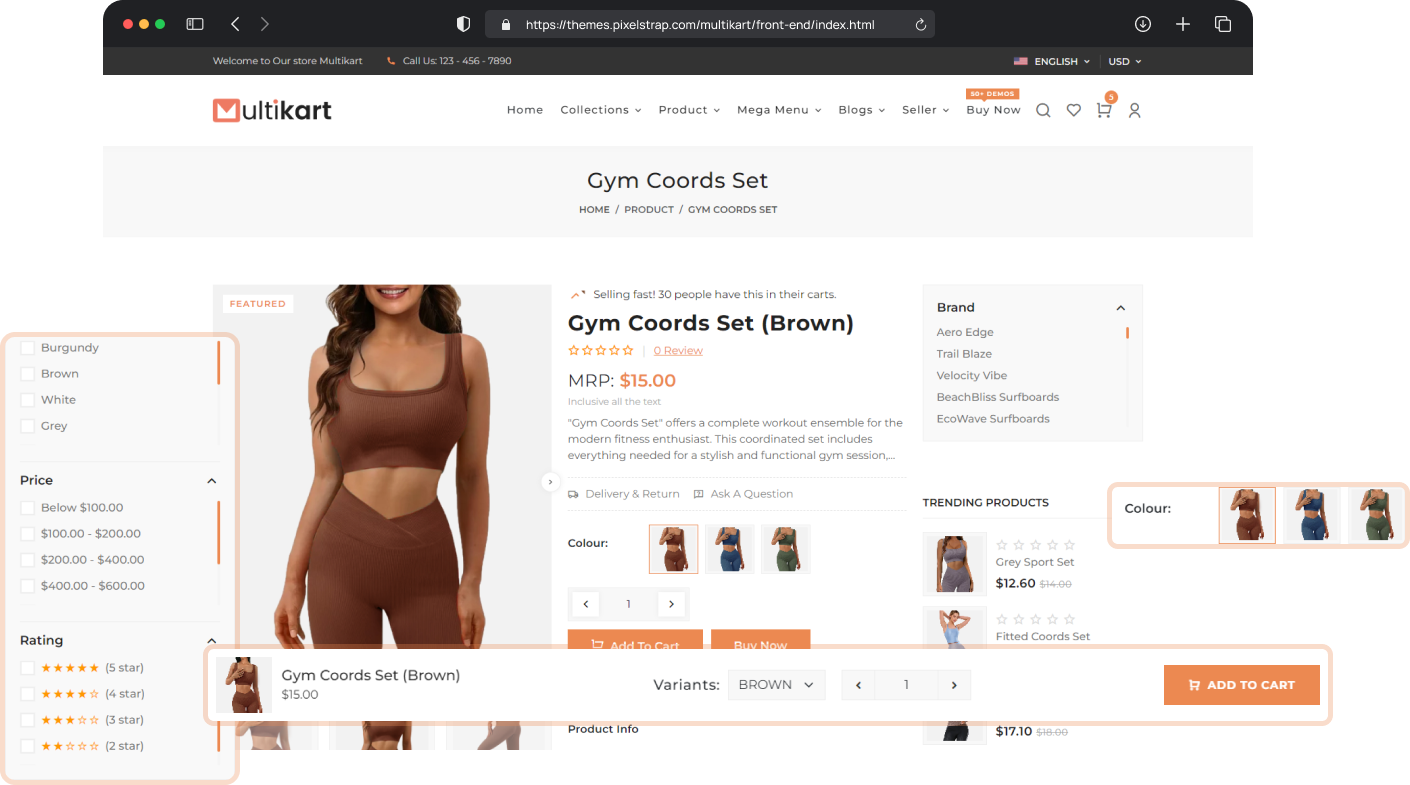 https://themes.pixelstrap.com/multikart/front-end/index.html
Welcome to Our store Multikart
Call Us: 123 - 456 - 7890
ENGLISH
USD
Multikart
Home
Collections
Product
Mega Menu
Blogs
Seller
50+ DEMOS
Buy Now
5
Gym Coords Set
HOME / PRODUCT / GYM COORDS SET
FEATURED
Burgundy
Brown
White
Grey
Price
Below $100.00
$100.00 - $200.00
$200.00 - $400.00
$400.00 - $600.00
Rating
(5 star)
(4 star)
(3 star)
(2 star)
Selling fast! 30 people have this in their carts.
Gym Coords Set (Brown)
0 Review
MRP: $15.00
Inclusive all the text
"Gym Coords Set" offers a complete workout ensemble for the
modern fitness enthusiast. This coordinated set includes
everything needed for a stylish and functional gym session,...
Delivery & Return
Ask A Question
Colour:
1
Add To Cart
Buy Now
Brand
Aero Edge
Trail Blaze
Velocity Vibe
BeachBliss Surfboards
EcoWave Surfboards
TRENDING PRODUCTS
Colour:
Grey Sport Set
$12.60 $14.00
Fitted Coords Set
Gym Coords Set (Brown)
$15.00
Variants:
BROWN
1
ADD TO CART
Product Info
$17.10 $18.00